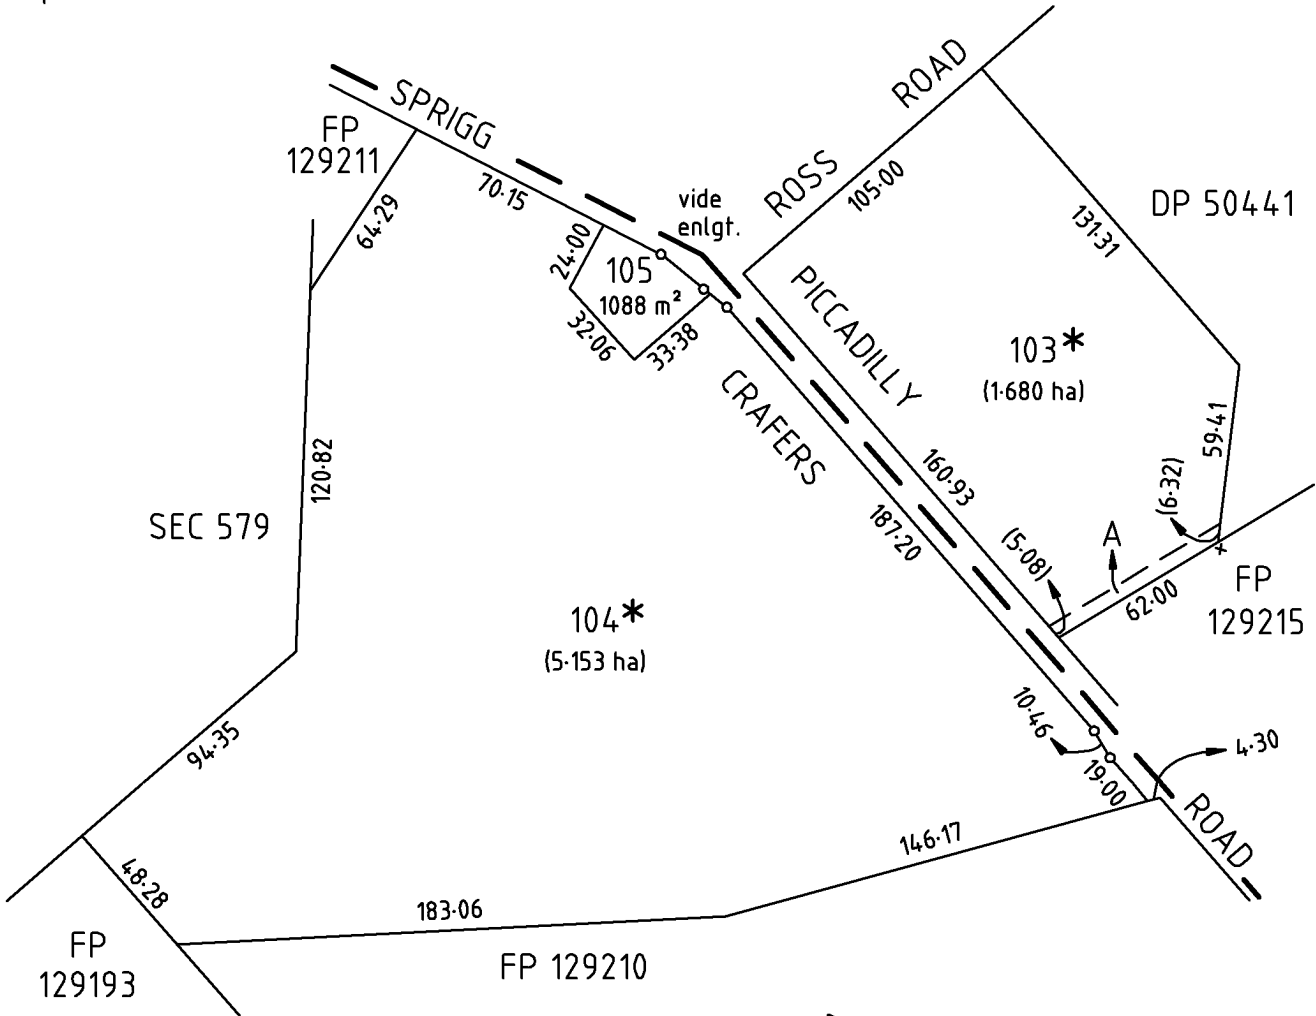 SPRIGG
ROAD
ROSS
FP
129211
70·15
vide
enlgt.
105·00
DP 50441
64·29
24·00
105
1088 m²
131·31
32·06
33·38
PICCADILLY
103*
(1·680 ha)
CRAFERS
59·41
120·82
160·93
(6·32)
SEC 579
187·20
(5·08)
A
FP
129215
62·00
104*
(5·153 ha)
10·46
4·30
94·35
19·00
ROAD
146·17
48·28
183·06
FP
129193
FP 129210